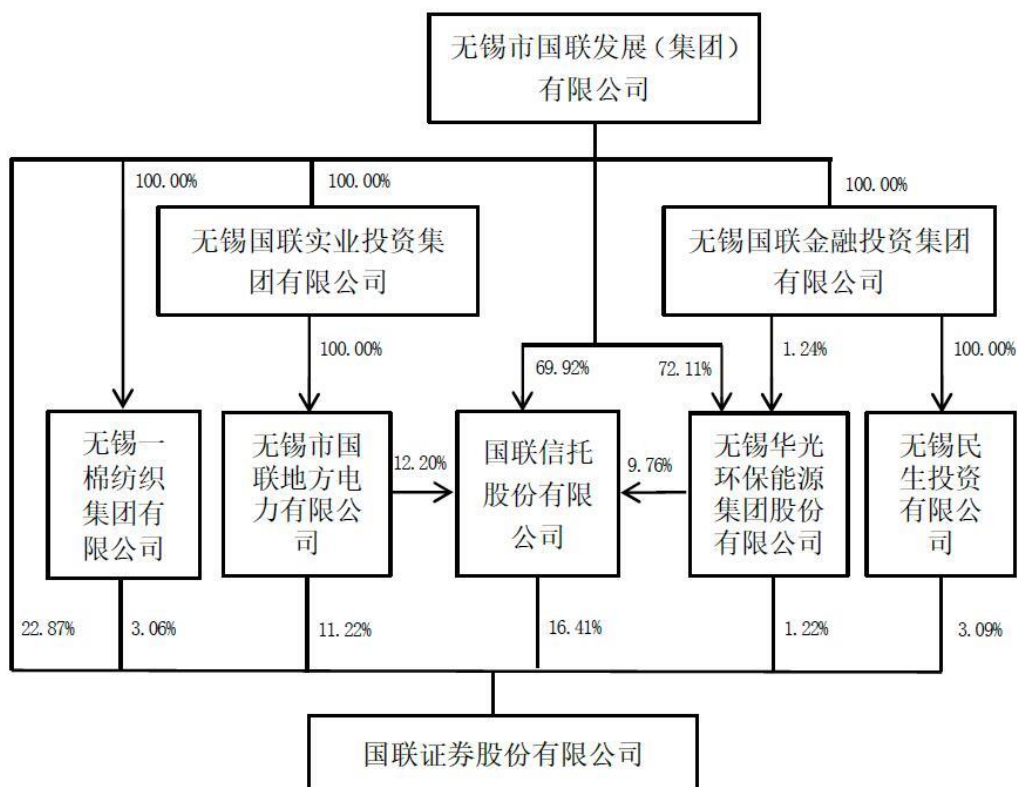 无锡市国联发展（集团）
有限公司
100.00%
100.00%
100.00%
无锡国联实业投资集
团有限公司
无锡国联金融投资集团
有限公司
100.00%
69.92%
72.11%
1.24%
100.00%
无锡一
棉纺织
集团有
限公司
无锡市国
联地方电
力有限公
司
12.20%
国联信托
股份有限
公司
9.76%
无锡华光
环保能源
集团股份
有限公司
无锡民
生投资
有限公
司
22.87%
3.06%
11.22%
16.41%
1.22%
3.09%
国联证券股份有限公司